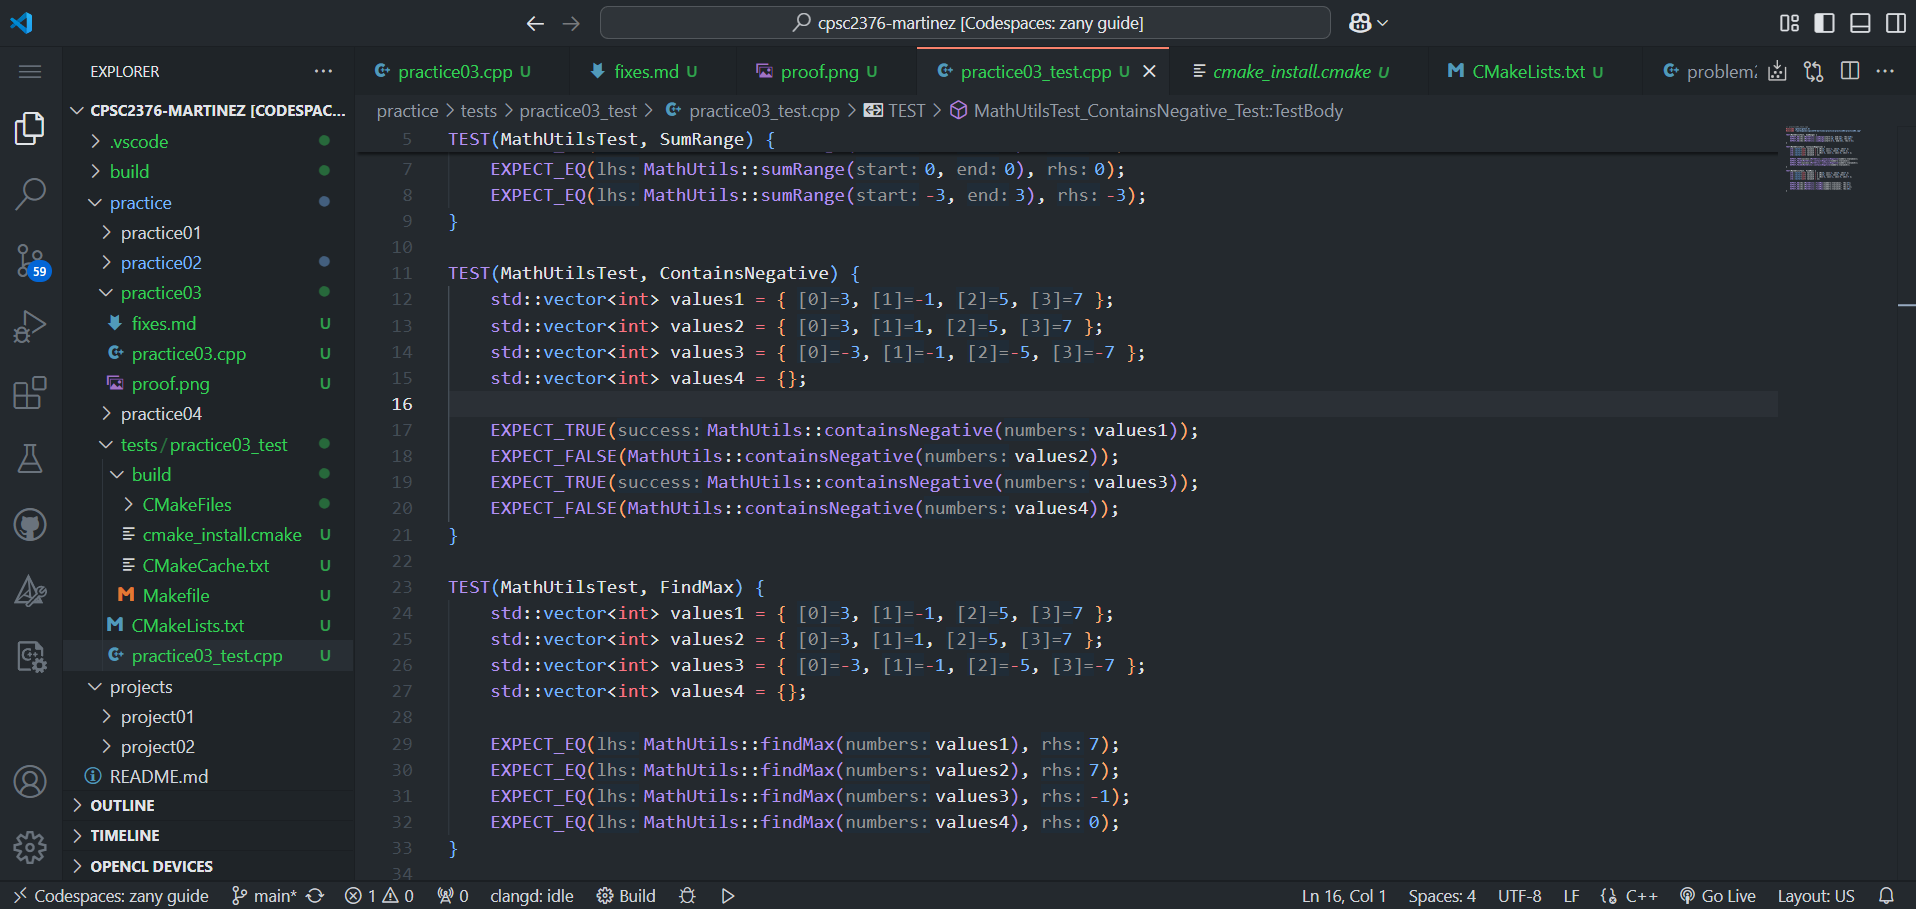 cpsc2376-martinez [Codespaces: zany guide]
EXPLORER
practice03.cpp U
fixes.md U
proof.png U
practice03_test.cpp U
cmake_install.cmake U
CMakeLists.txt U
problem2
CPSC2376-MARTINEZ [CODESPAC...
practice > tests > practice03_test > practice03_test.cpp > TEST > MathUtilsTest_ContainsNegative_Test::TestBody
.vscode
build
practice
practice01
practice02
practice03
fixes.md U
practice03.cpp U
proof.png U
practice04
tests / practice03_test
build
CMakeFiles
cmake_install.cmake U
CMakeCache.txt U
Makefile U
CMakeLists.txt U
practice03_test.cpp U
projects
project01
project02
README.md
OUTLINE
TIMELINE
OPENCL DEVICES
59
5 TEST(MathUtilsTest, SumRange) {
7 EXPECT_EQ(lhs: MathUtils::sumRange(start: 0, end: 0), rhs: 0);
8 EXPECT_EQ(lhs: MathUtils::sumRange(start: -3, end: 3), rhs: -3);
9 }
10
11 TEST(MathUtilsTest, ContainsNegative) {
12 std::vector<int> values1 = { [0]=3, [1]=-1, [2]=5, [3]=7 };
13 std::vector<int> values2 = { [0]=3, [1]=1, [2]=5, [3]=7 };
14 std::vector<int> values3 = { [0]=-3, [1]=-1, [2]=-5, [3]=-7 };
15 std::vector<int> values4 = {};
16
17 EXPECT_TRUE(success: MathUtils::containsNegative(numbers: values1));
18 EXPECT_FALSE(MathUtils::containsNegative(numbers: values2));
19 EXPECT_TRUE(success: MathUtils::containsNegative(numbers: values3));
20 EXPECT_FALSE(MathUtils::containsNegative(numbers: values4));
21 }
22
23 TEST(MathUtilsTest, FindMax) {
24 std::vector<int> values1 = { [0]=3, [1]=-1, [2]=5, [3]=7 };
25 std::vector<int> values2 = { [0]=3, [1]=1, [2]=5, [3]=7 };
26 std::vector<int> values3 = { [0]=-3, [1]=-1, [2]=-5, [3]=-7 };
27 std::vector<int> values4 = {};
28
29 EXPECT_EQ(lhs: MathUtils::findMax(numbers: values1), rhs: 7);
30 EXPECT_EQ(lhs: MathUtils::findMax(numbers: values2), rhs: 7);
31 EXPECT_EQ(lhs: MathUtils::findMax(numbers: values3), rhs: -1);
32 EXPECT_EQ(lhs: MathUtils::findMax(numbers: values4), rhs: 0);
33 }
34
Codespaces: zany guide main* 1 0 0 clangd: idle Build Ln 16, Col 1 Spaces: 4 UTF-8 LF C++ Go Live Layout: US